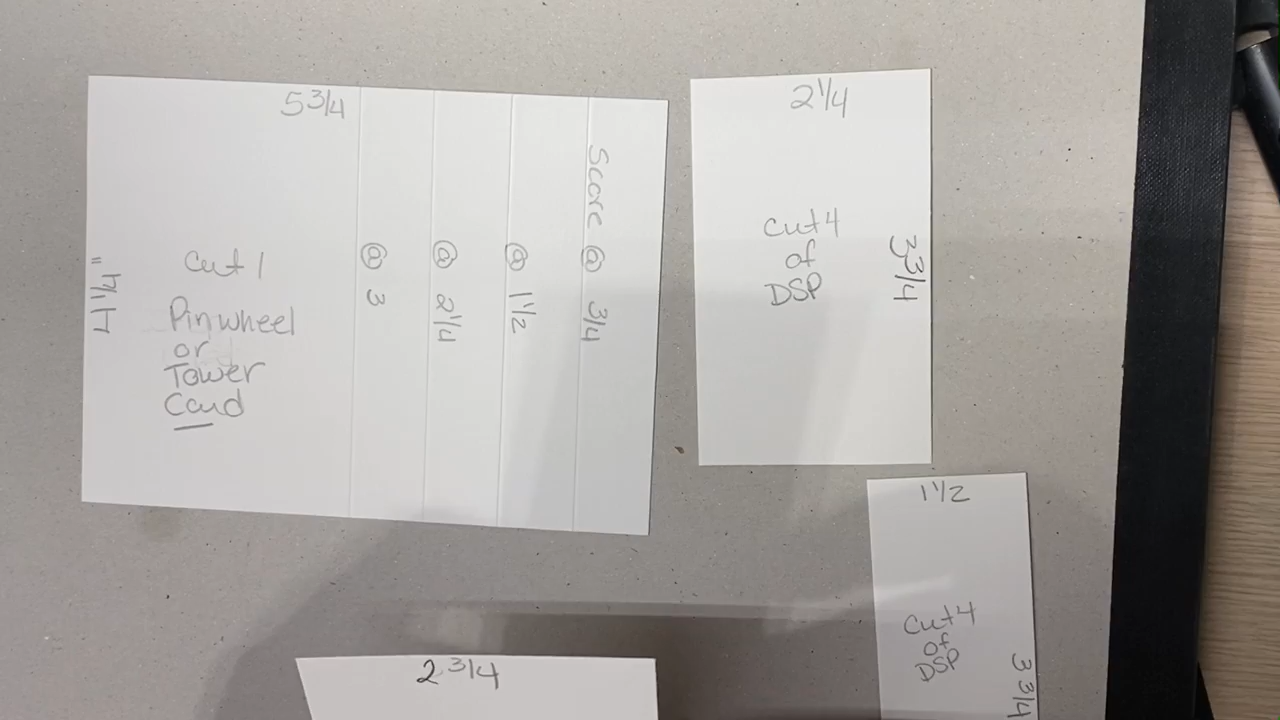 5 3/4
4 1/4"
Cut 1
Pinwheel
or
Tower
Card
@ 3
@ 2 1/4
@ 1 1/2
Score @ 3/4
2 1/4
Cut 4
of
DSP
3 3/4
1 1/2
Cut 4
of
DSP
3 3/4
2 3/4